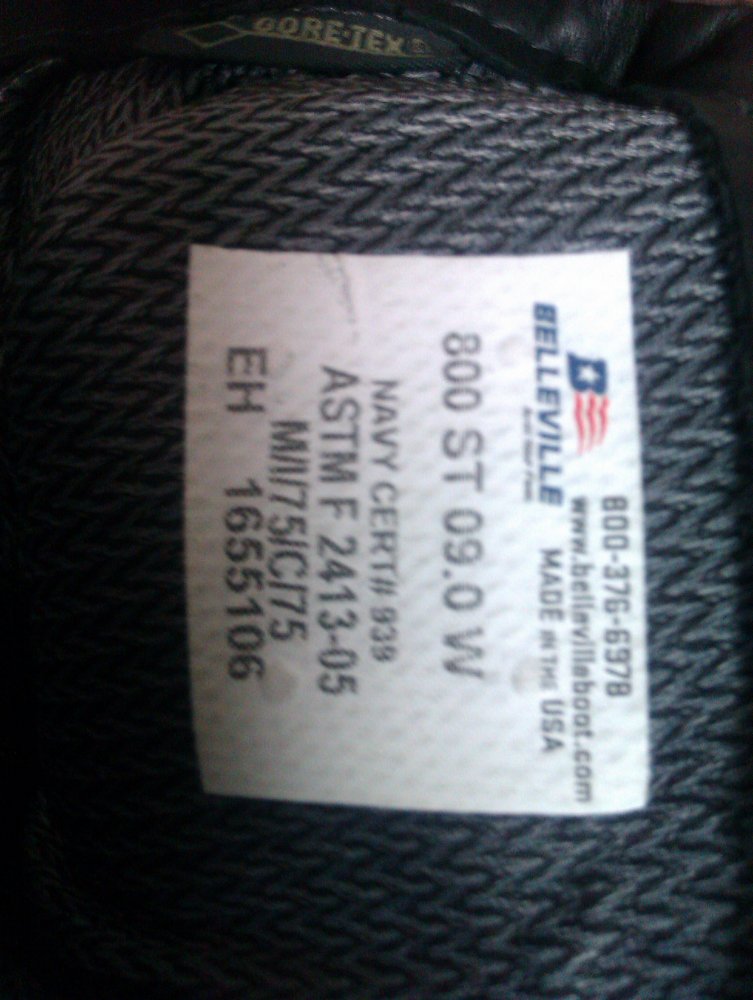 GORE-TEX®
800-376-6978
www.bellevilleboot.com
BELLEVILLE
MADE IN THE USA
800 ST 09.0 W
NAVY CERT# 939
ASTM F 2413-05
M/I/75/C/75
EH 1655106